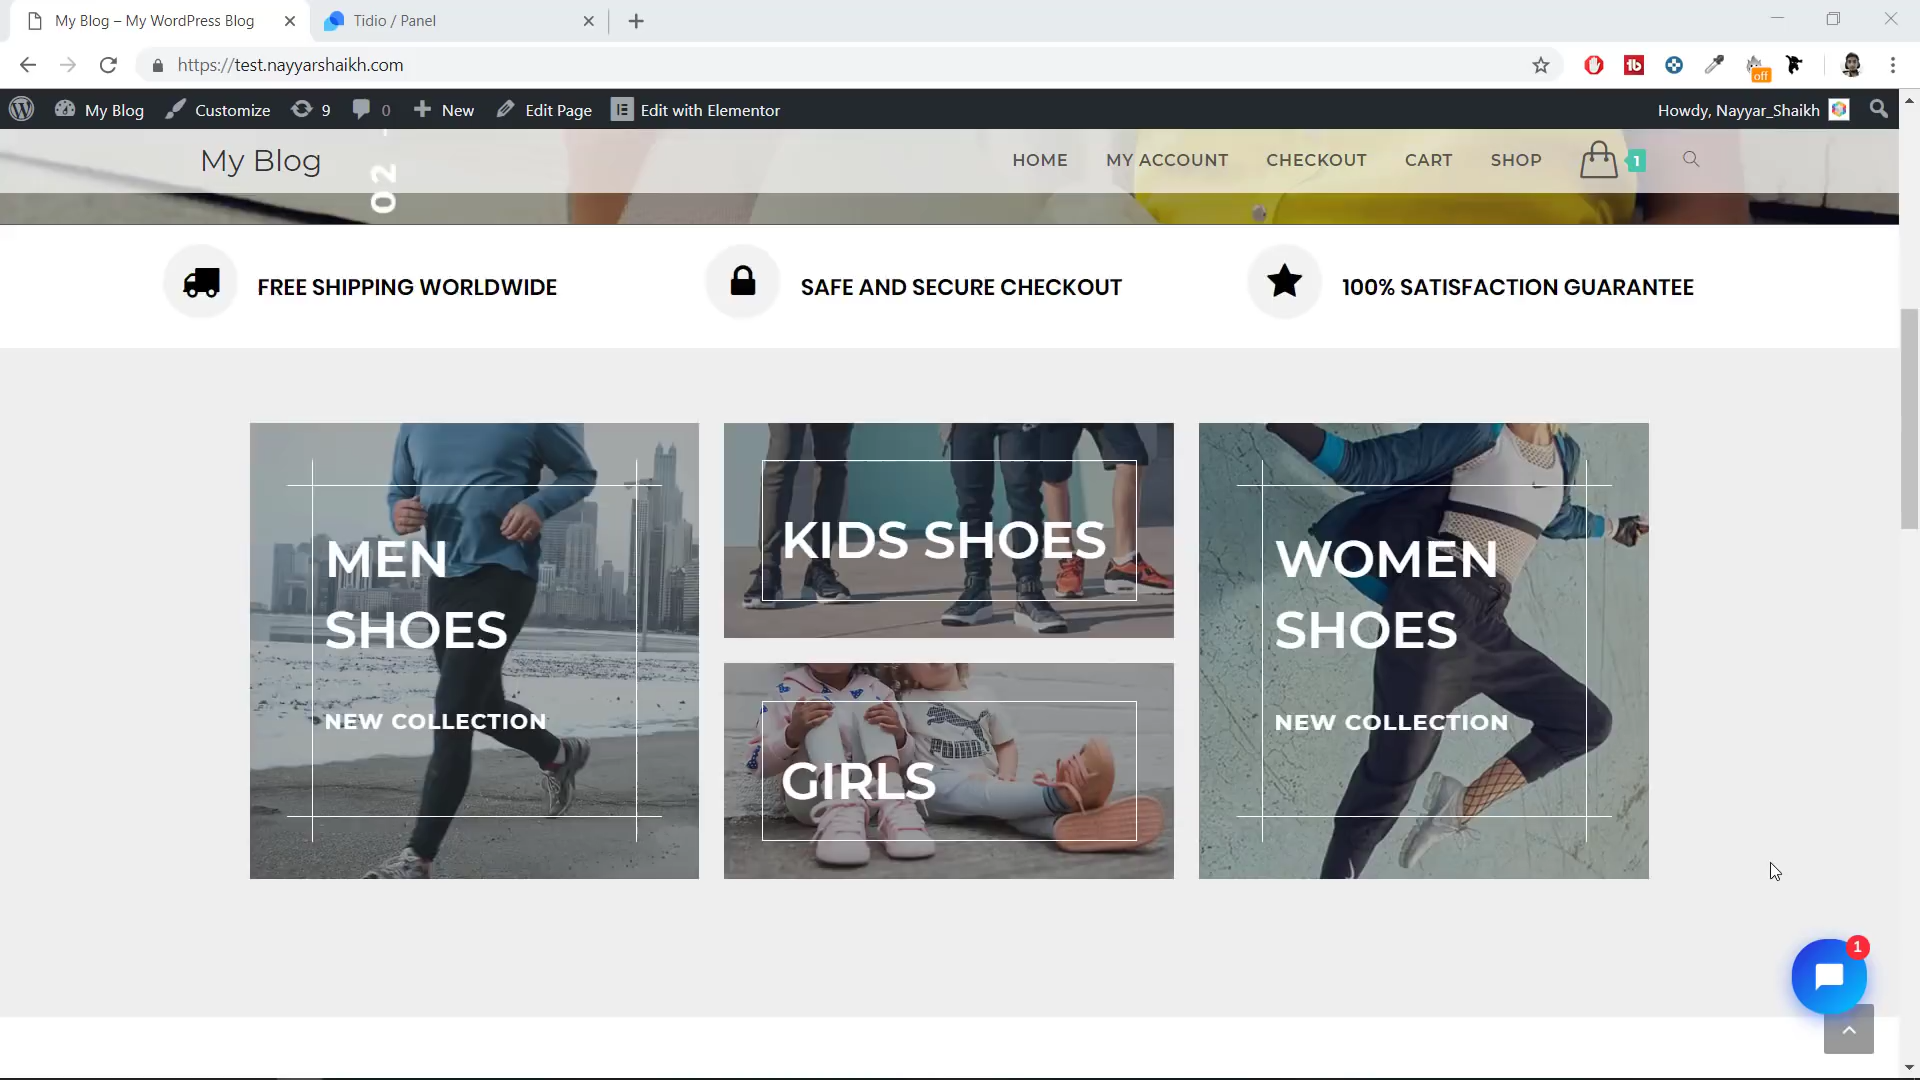 My Blog – My WordPress Blog
Tidio / Panel
https://test.nayyarshaikh.com
off
My Blog
Customize
9
0
New
Edit Page
Edit with Elementor
Howdy, Nayyar_Shaikh
My Blog
02
HOME
MY ACCOUNT
CHECKOUT
CART
SHOP
1
FREE SHIPPING WORLDWIDE
SAFE AND SECURE CHECKOUT
100% SATISFACTION GUARANTEE
MEN
SHOES
NEW COLLECTION
KIDS SHOES
GIRLS
WOMEN
SHOES
NEW COLLECTION
1